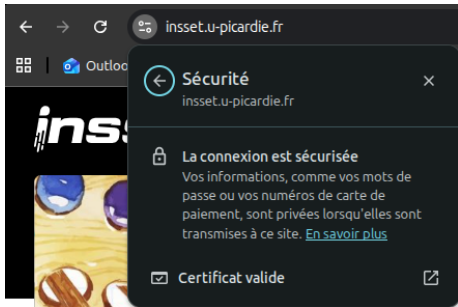 insset.u-picardie.fr
Outloo
Sécurité
insset.u-picardie.fr
inss
La connexion est sécurisée
Vos informations, comme vos mots de
passe ou vos numéros de carte de
paiement, sont privées lorsqu'elles sont
transmises à ce site. En savoir plus
Certificat valide